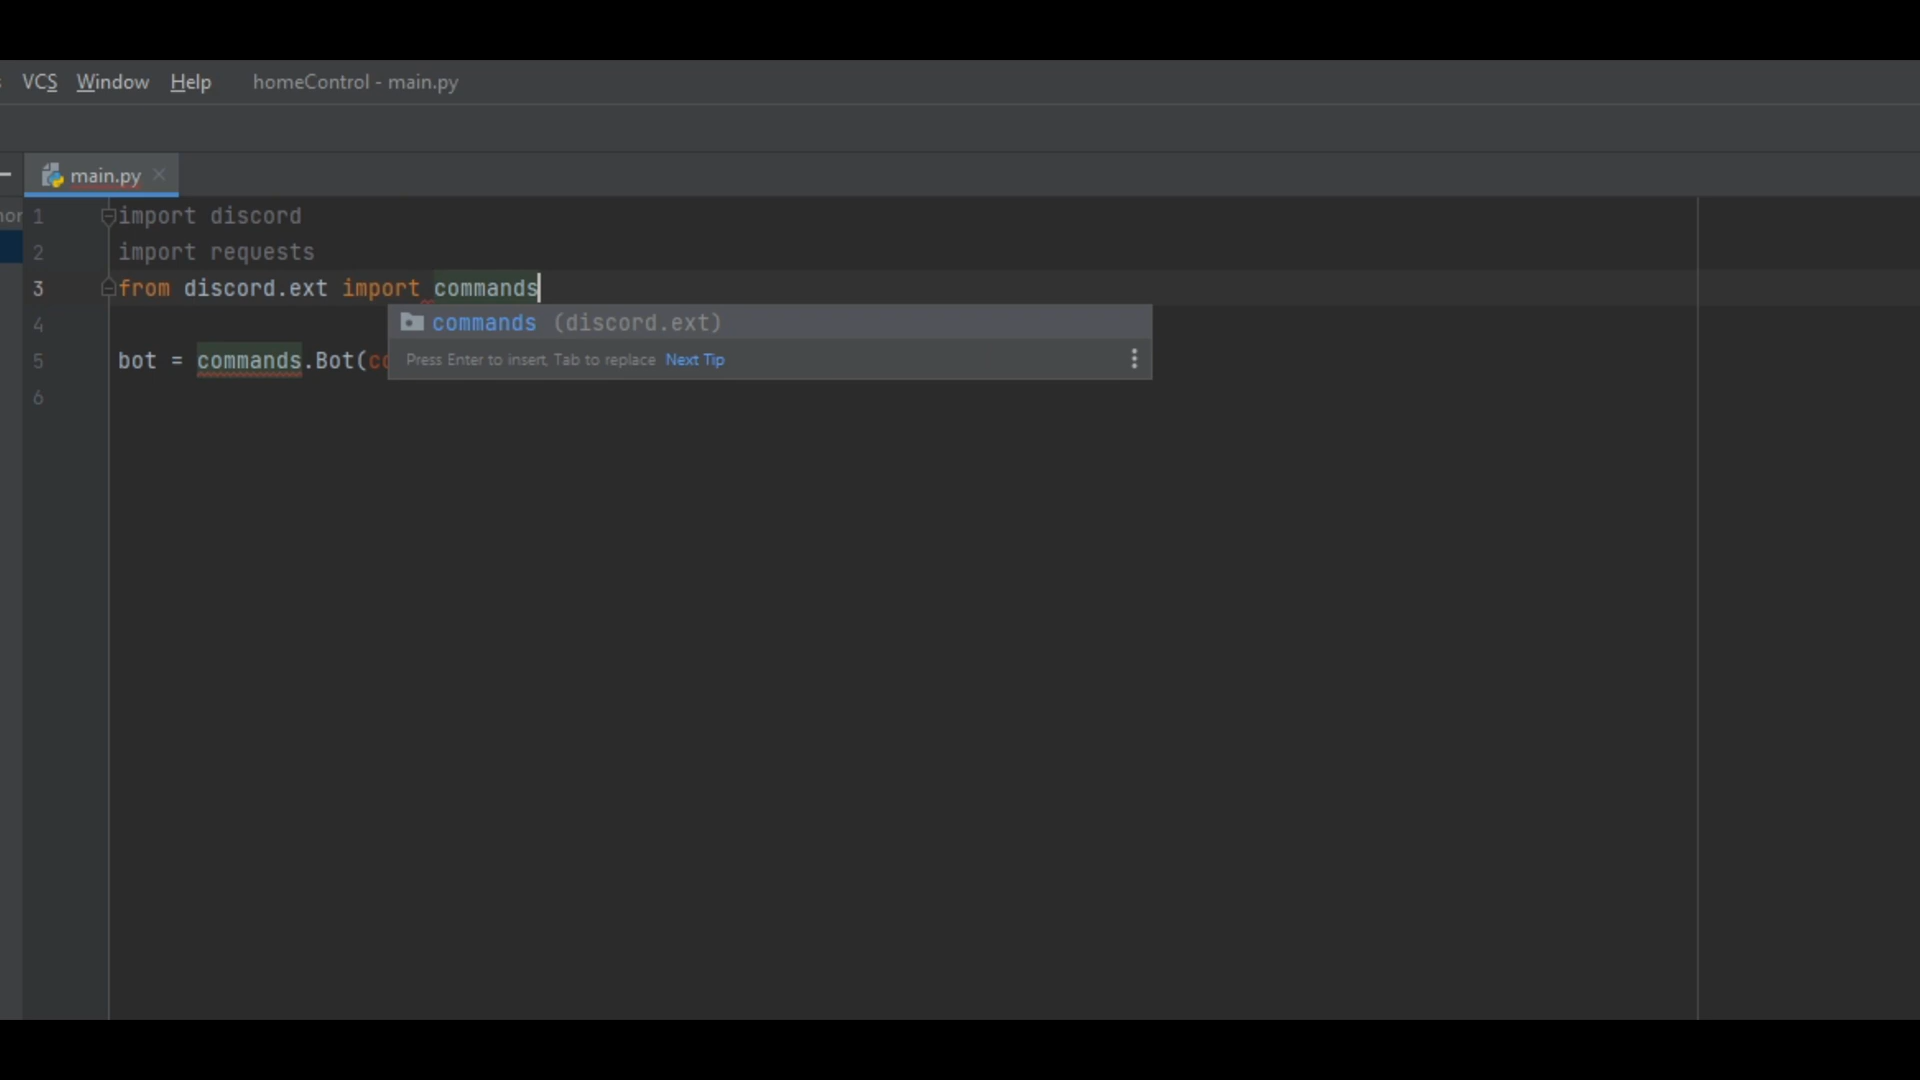 VCS Window Help homeControl - main.py
main.py
1 import discord
2 import requests
3 from discord.ext import commands
4
commands (discord.ext)
5 bot = commands.Bot(
Press Enter to insert, Tab to replace Next Tip
6